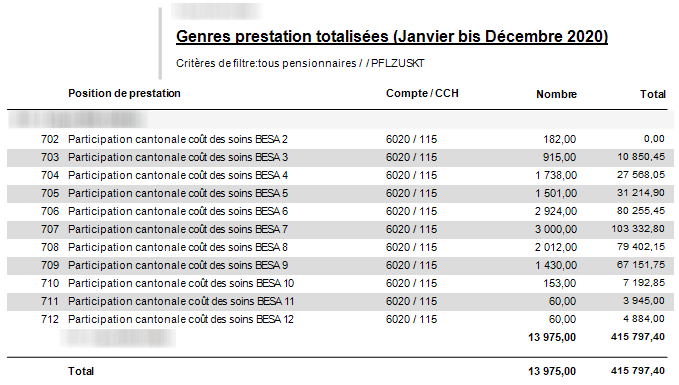 Genres prestation totalisées (Janvier bis Décembre 2020)
Critères de filtre:tous pensionnaires / / PFLZUSKT
Position de prestation Compte / CCH Nombre Total
702 Participation cantonale coût des soins BESA 2 6020 / 115 182,00 0,00
703 Participation cantonale coût des soins BESA 3 6020 / 115 915,00 10 850,45
704 Participation cantonale coût des soins BESA 4 6020 / 115 1 738,00 27 568,05
705 Participation cantonale coût des soins BESA 5 6020 / 115 1 501,00 31 214,90
706 Participation cantonale coût des soins BESA 6 6020 / 115 2 924,00 80 255,45
707 Participation cantonale coût des soins BESA 7 6020 / 115 3 000,00 103 332,80
708 Participation cantonale coût des soins BESA 8 6020 / 115 2 012,00 79 402,15
709 Participation cantonale coût des soins BESA 9 6020 / 115 1 430,00 67 151,75
710 Participation cantonale coût des soins BESA 10 6020 / 115 153,00 7 192,85
711 Participation cantonale coût des soins BESA 11 6020 / 115 60,00 3 945,00
712 Participation cantonale coût des soins BESA 12 6020 / 115 60,00 4 884,00
13 975,00 415 797,40
Total 13 975,00 415 797,40